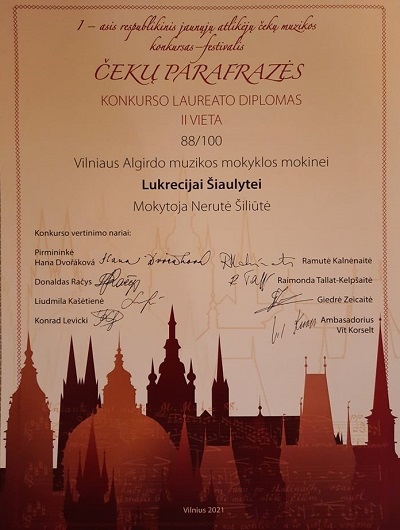 1 – asis respublikinis jaunųjų atlikėjų čekų muzikos
konkursas–festivalis
ČEKŲ PARAFRAZĖS
KONKURSO LAUREATO DIPLOMAS
II VIETA
88/100
Vilniaus Algirdo muzikos mokyklos mokinei
Lukrecijai Šiaulytei
Mokytoja Nerutė Šiliūtė
Konkurso vertinimo nariai:
Pirmininkė
Hana Dvořáková
Ramutė Kalnėnaitė
Donaldas Račys
Raimonda Tallat-Kelpšaitė
Liudmila Kašėtienė
Giedrė Zeicaitė
Konrad Levicki
Ambasadorius
Vít Korselt
Vilnius 2021